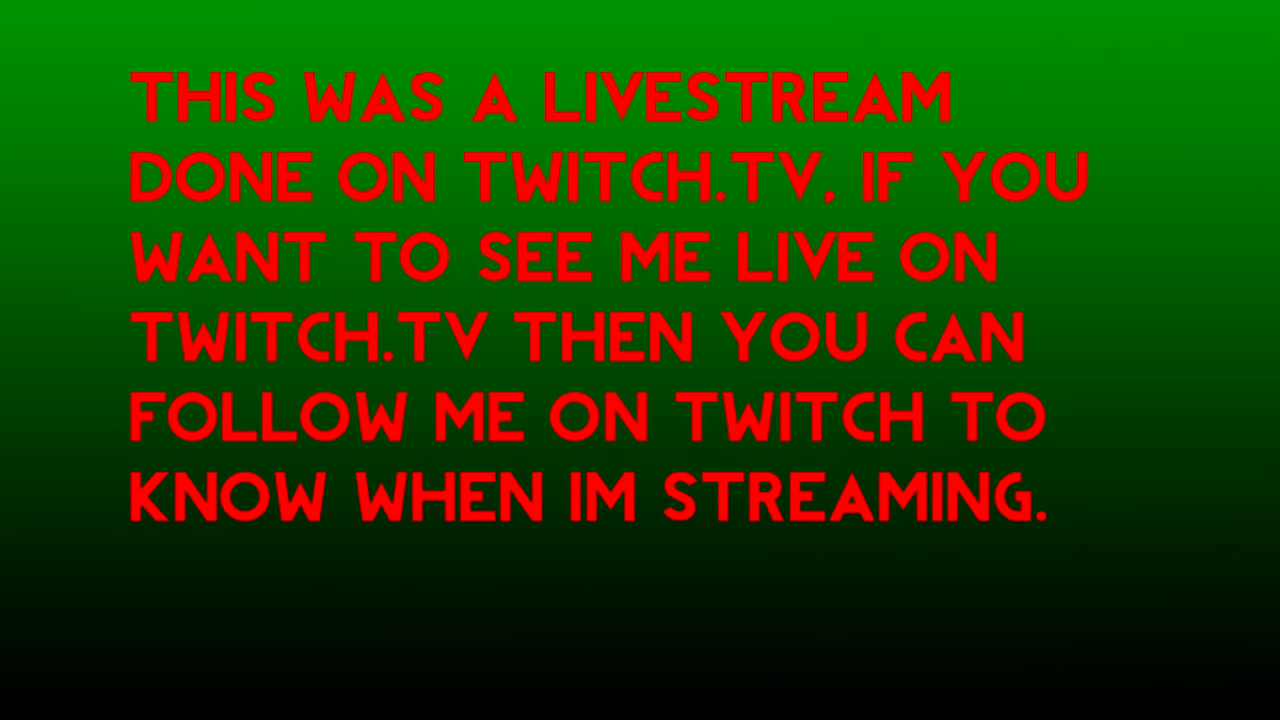 THIS WAS A LIVESTREAM
DONE ON TWITCH.TV, IF YOU
WANT TO SEE ME LIVE ON
TWITCH.TV THEN YOU CAN
FOLLOW ME ON TWITCH TO
KNOW WHEN IM STREAMING.